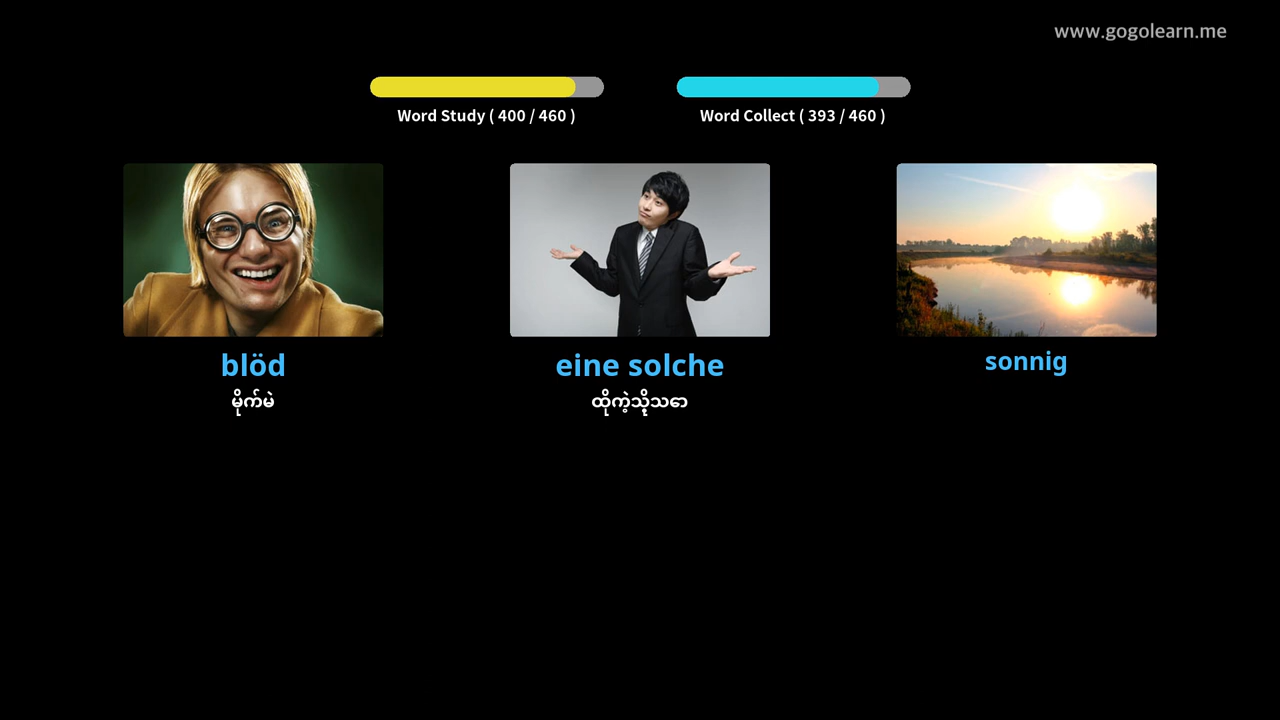 www.gogolearn.me
Word Study ( 400 / 460 )
Word Collect ( 393 / 460 )
blöd
eine solche
sonnig
မိုက်မဲ
ထိုကဲ့သို့သော